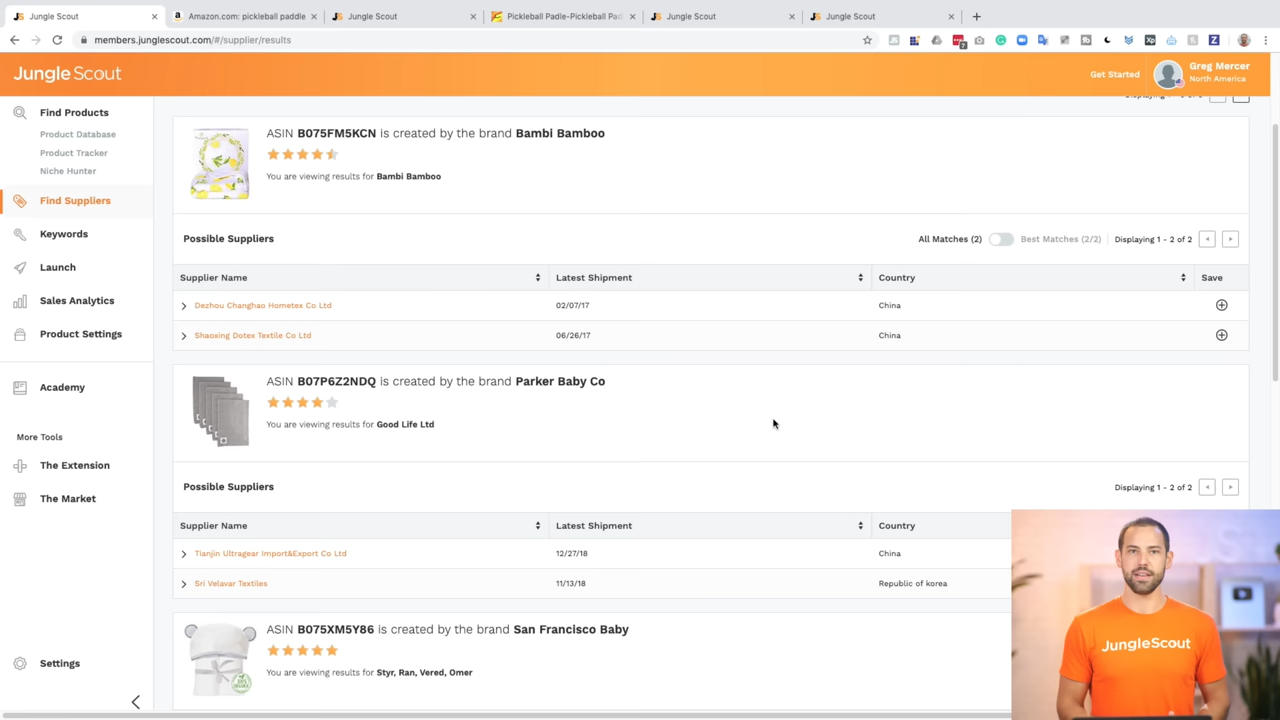 Jungle Scout
Amazon.com: pickleball paddle
Jungle Scout
Pickleball Padle-Pickleball Pad
Jungle Scout
Jungle Scout
members.junglescout.com/#/supplier/results
Jungle Scout
Get Started
Greg Mercer
North America
Find Products
Product Database
Product Tracker
Niche Hunter
Find Suppliers
Keywords
Launch
Sales Analytics
Product Settings
Academy
More Tools
The Extension
The Market
Settings
ASIN B075FM5KCN is created by the brand Bambi Bamboo
You are viewing results for Bambi Bamboo
Possible Suppliers
All Matches (2) Best Matches (2/2) Displaying 1 - 2 of 2
Supplier Name Latest Shipment Country Save
Dezhou Changhao Hometex Co Ltd 02/07/17 China
Shaoxing Dotex Textile Co Ltd 06/26/17 China
ASIN B07P6Z2NDQ is created by the brand Parker Baby Co
You are viewing results for Good Life Ltd
Possible Suppliers
Displaying 1 - 2 of 2
Supplier Name Latest Shipment Country
Tianjin Ultragear Import&Export Co Ltd 12/27/18 China
Sri Velavar Textiles 11/13/18 Republic of korea
ASIN B075XM5Y86 is created by the brand San Francisco Baby
You are viewing results for Styr, Ran, Vered, Omer
JungleScout